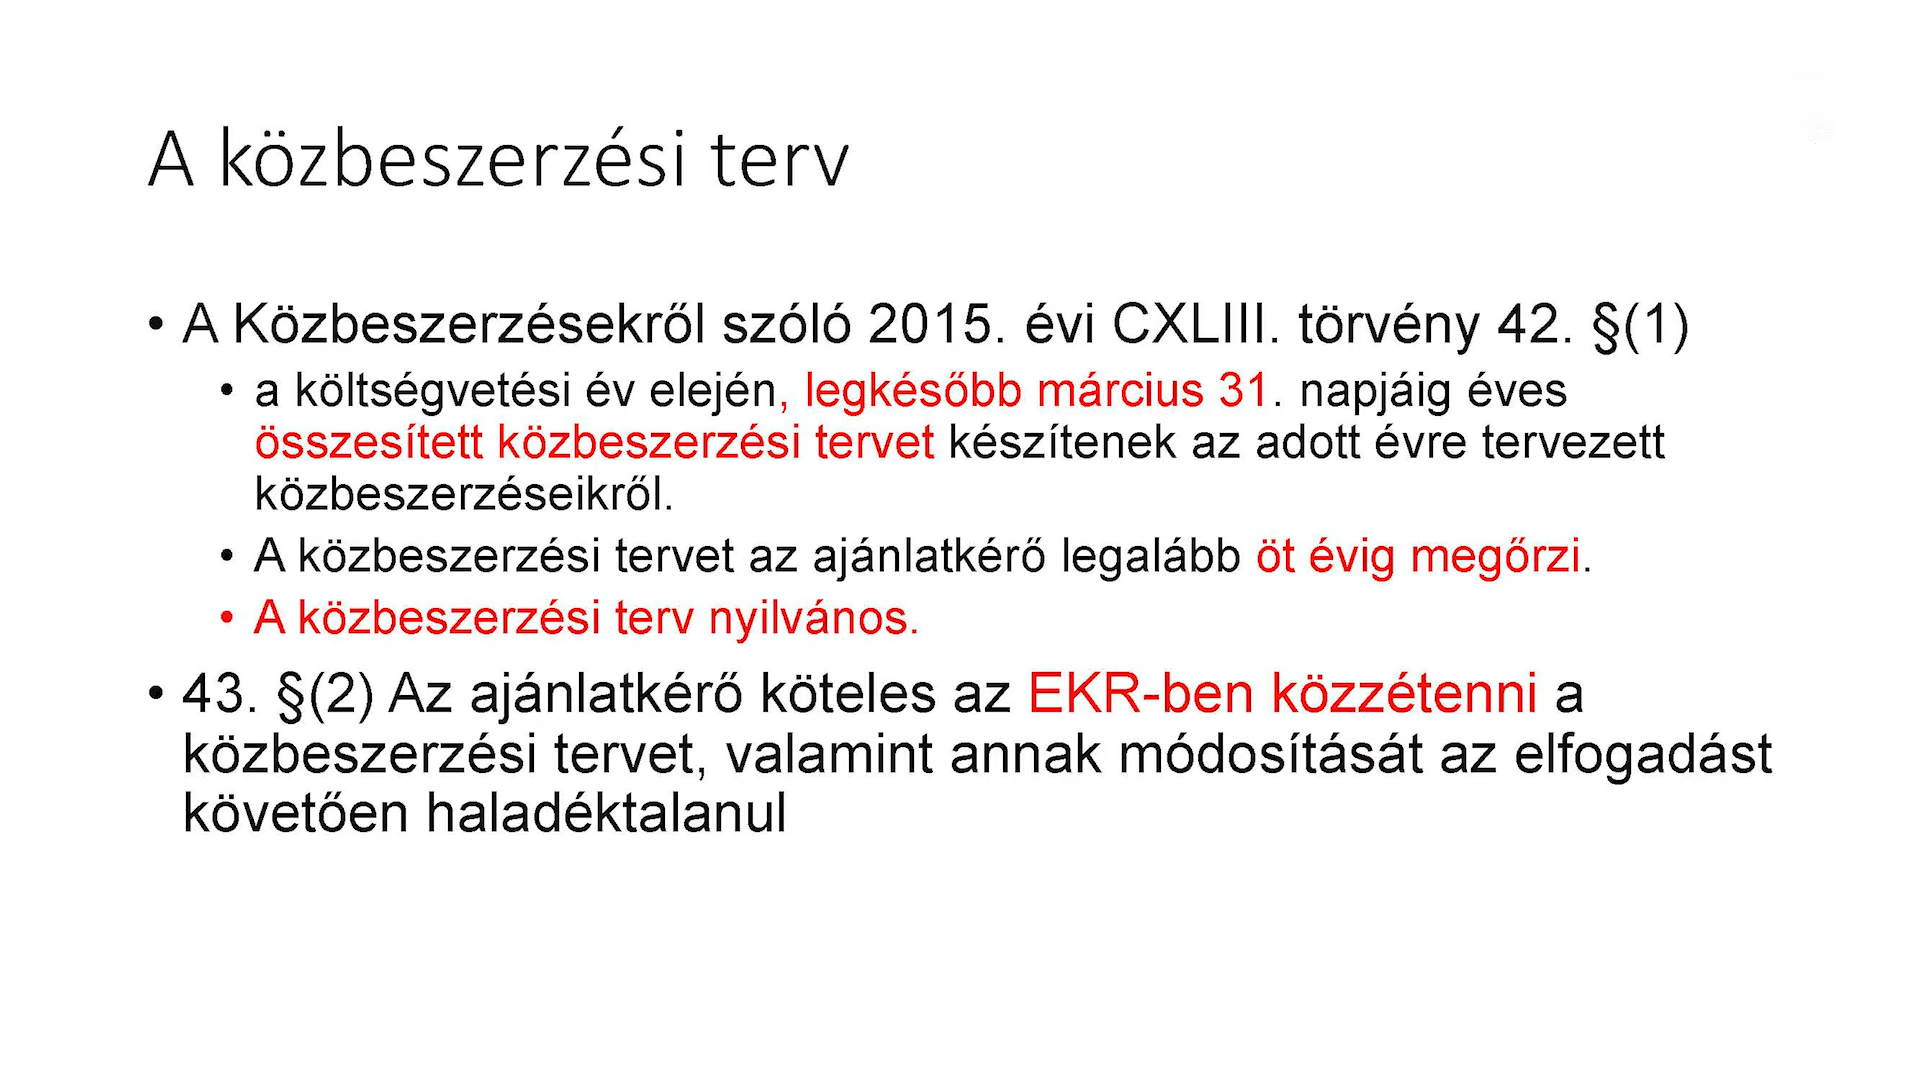 A közbeszerzési terv
• A Közbeszerzésekről szóló 2015. évi CXLIII. törvény 42. §(1)
• a költségvetési év elején, legkésőbb március 31. napjáig éves
összesített közbeszerzési tervet készítenek az adott évre tervezett
közbeszerzéseikről.
• A közbeszerzési tervet az ajánlatkérő legalább öt évig megőrzi.
• A közbeszerzési terv nyilvános.
• 43. §(2) Az ajánlatkérő köteles az EKR-ben közzétenni a
közbeszerzési tervet, valamint annak módosítását az elfogadást
követően haladéktalanul